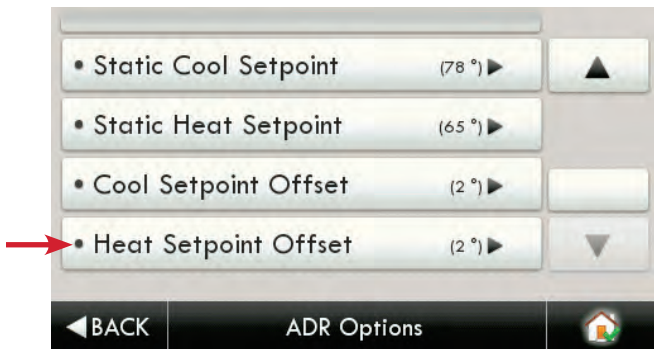 • Static Cool Setpoint (78 °) ▶
• Static Heat Setpoint (65 °) ▶
• Cool Setpoint Offset (2 °) ▶
• Heat Setpoint Offset (2 °) ▶
◀BACK ADR Options